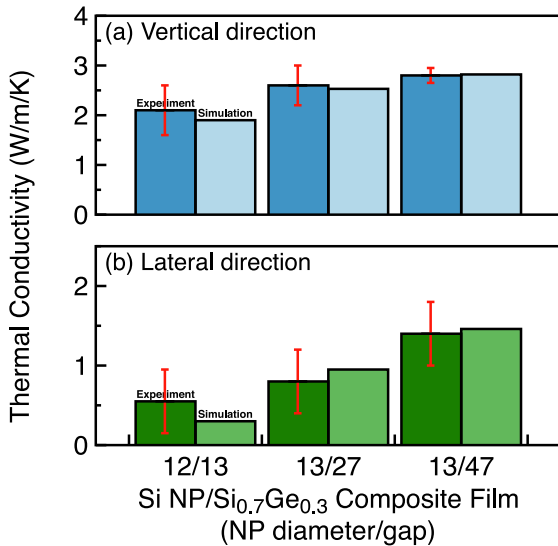 (a) Vertical direction
4
3
2
1
0
Experiment
Simulation
Thermal Conductivity (W/m/K)
(b) Lateral direction
2
1
0
Experiment
Simulation
12/13 13/27 13/47
Si NP/Si0.7Ge0.3 Composite Film
(NP diameter/gap)